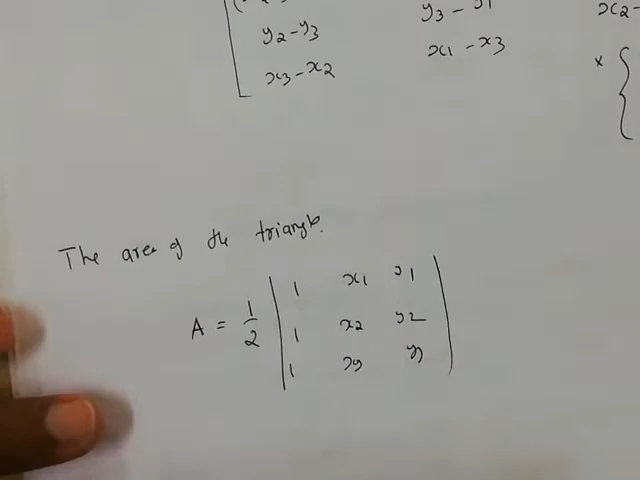 y3 - y1
x2 -
y2 - y3
x1 - x3
x3 - x2
×
The area of the triangle.
A = 1/2 | 1 x1 y1 |
| 1 x2 y2 |
| 1 x3 y3 |